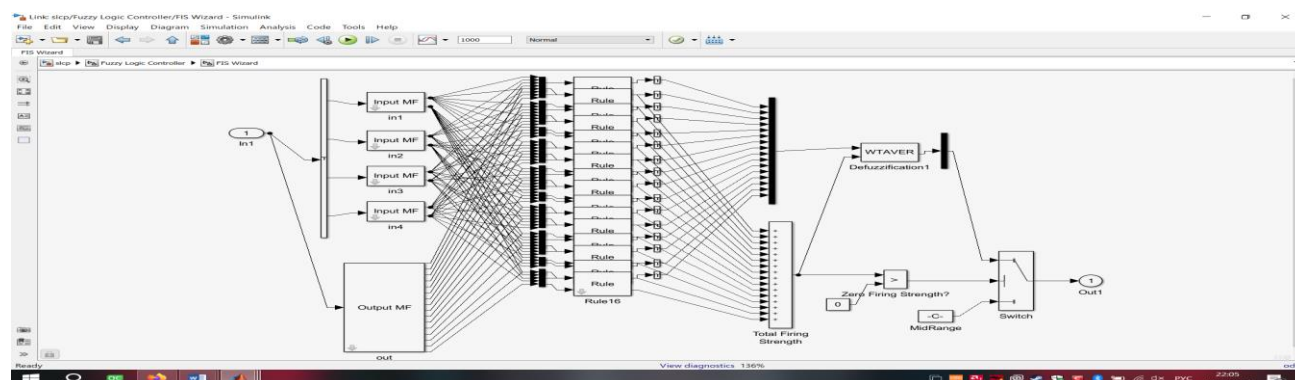 Link: slcp/Fuzzy Logic Controller/FIS Wizard - Simulink
File Edit View Display Diagram Simulation Analysis Code Tools Help
1000 Normal
FIS Wizard
slcp Fuzzy Logic Controller FIS Wizard
1
In1
Input MF
in1
Input MF
in2
Input MF
in3
Input MF
in4
Output MF
out
Rule
Rule
Rule
Rule
Rule
Rule
Rule
Rule
Rule
Rule16
WTAVER
Defuzzification1
Total Firing
Strength
>
Zero Firing Strength?
0
-C-
MidRange
Switch
1
Out1
Ready
View diagnostics 136%
РУС
22:05